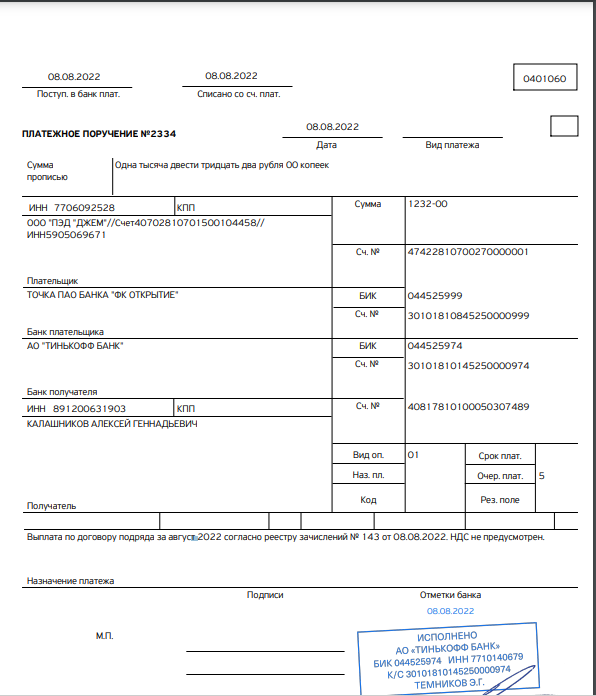 08.08.2022 08.08.2022 0401060
Поступ. в банк плат. Списано со сч. плат.
ПЛАТЕЖНОЕ ПОРУЧЕНИЕ №2334 08.08.2022
Дата Вид платежа
Сумма прописью Одна тысяча двести тридцать два рубля 00 копеек
ИНН 7706092528 КПП Сумма 1232-00
ООО "ПЭД "ДЖЕМ"//Счет40702810701500104458//
ИНН5905069671
Сч. № 47422810700270000001
Плательщик
ТОЧКА ПАО БАНКА "ФК ОТКРЫТИЕ" БИК 044525999
Сч. № 30101810845250000999
Банк плательщика
АО "ТИНЬКОФФ БАНК" БИК 044525974
Сч. № 30101810145250000974
Банк получателя
ИНН 891200631903 КПП Сч. № 40817810100050307489
КАЛАШНИКОВ АЛЕКСЕЙ ГЕННАДЬЕВИЧ
Вид оп. 01 Срок плат.
Наз. пл. Очер. плат. 5
Код Рез. поле
Получатель
Выплата по договору подряда за август 2022 согласно реестру зачислений № 143 от 08.08.2022. НДС не предусмотрен.
Назначение платежа
Подписи Отметки банка
08.08.2022
М.П.
ИСПОЛНЕНО
АО «ТИНЬКОФФ БАНК»
БИК 044525974 ИНН 7710140679
К/С 30101810145250000974
ТЕМНИКОВ Э.Г.